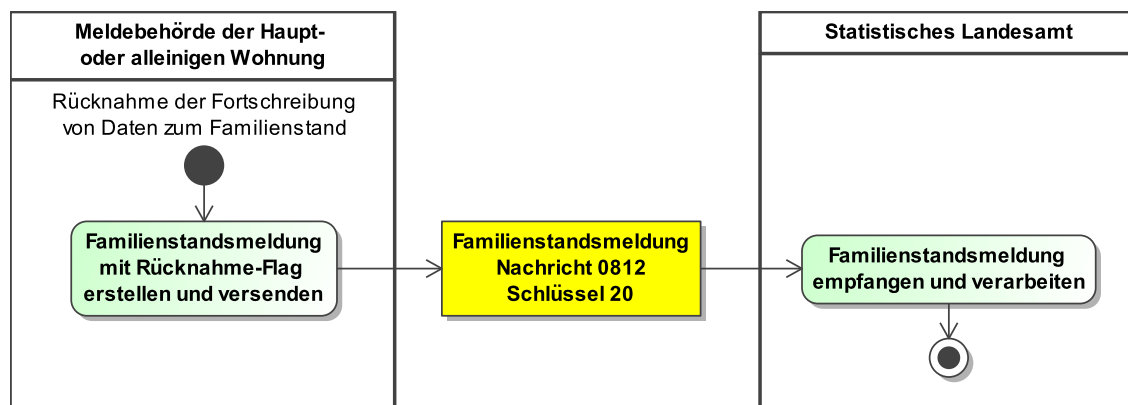 Meldebehörde der Haupt-
oder alleinigen Wohnung
Statistisches Landesamt
Rücknahme der Fortschreibung
von Daten zum Familienstand
Familienstandsmeldung
mit Rücknahme-Flag
erstellen und versenden
Familienstandsmeldung
Nachricht 0812
Schlüssel 20
Familienstandsmeldung
empfangen und verarbeiten